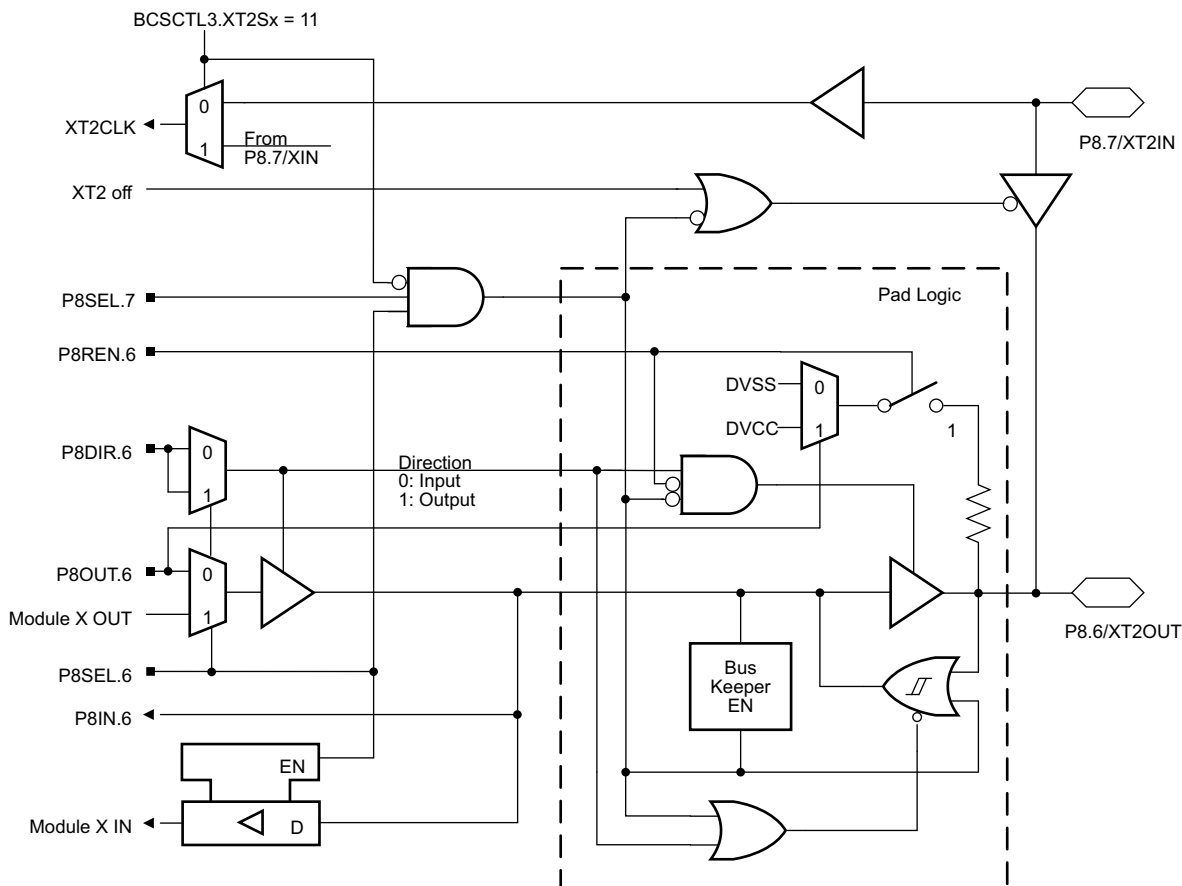 BCSCTL3.XT2Sx = 11
0
XT2CLK
1
From
P8.7/XIN
P8.7/XT2IN
XT2 off
Pad Logic
P8SEL.7
P8REN.6
DVSS
0
DVCC
1
1
P8DIR.6
0
1
Direction
0: Input
1: Output
P8OUT.6
0
Module X OUT
1
P8.6/XT2OUT
P8SEL.6
Bus
Keeper
EN
P8IN.6
EN
Module X IN
D